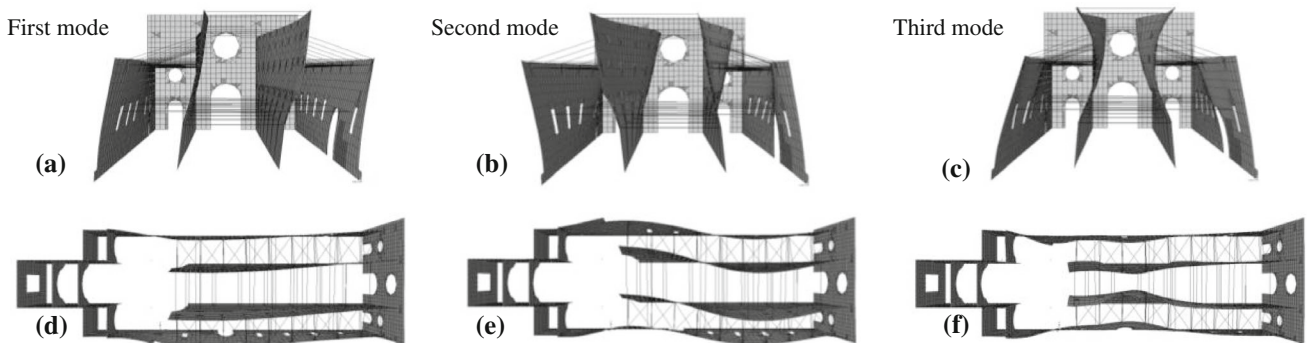 First mode
Second mode
Third mode
(a)
(b)
(c)
(d)
(e)
(f)